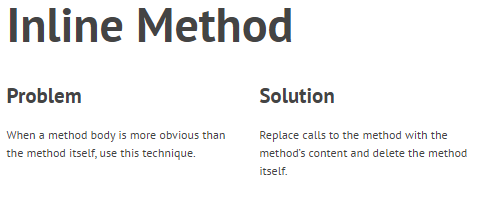 Inline Method
Problem
When a method body is more obvious than
the method itself, use this technique.
Solution
Replace calls to the method with the
method's content and delete the method
itself.